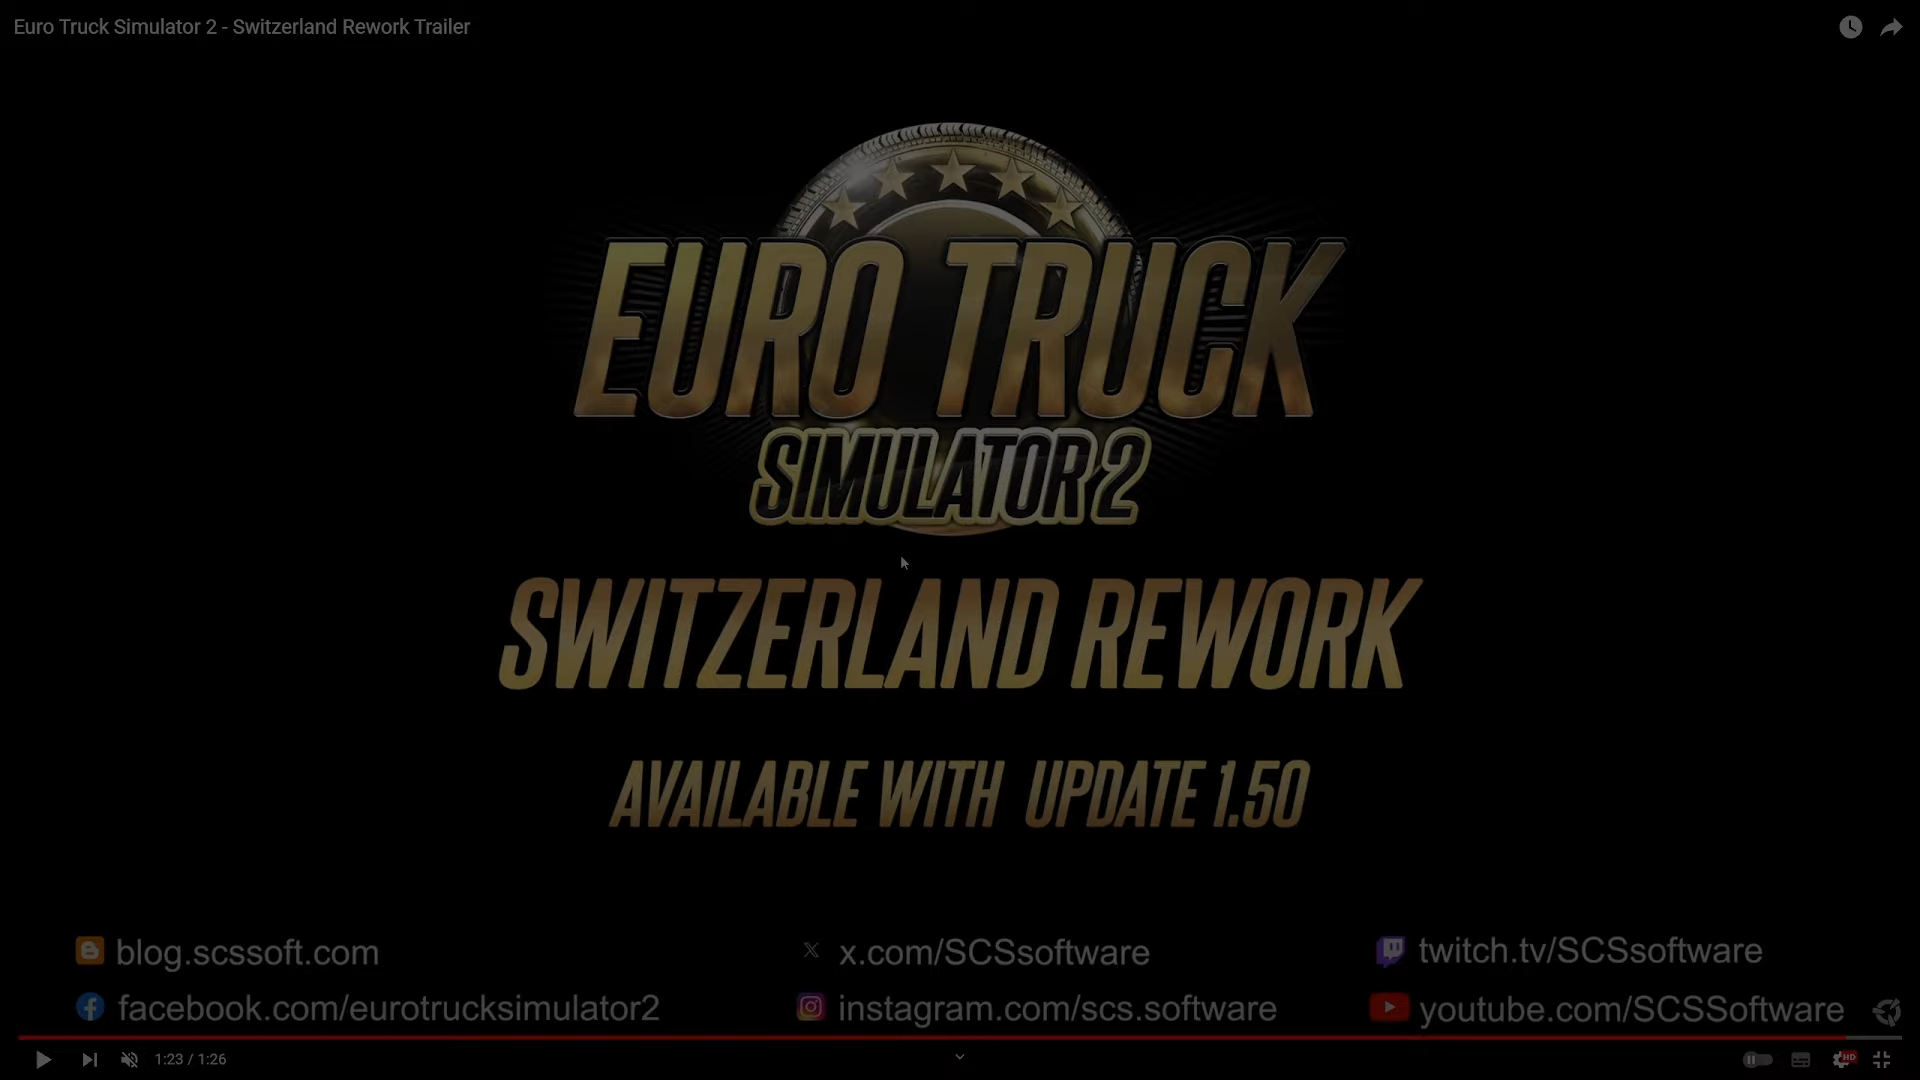 Euro Truck Simulator 2 - Switzerland Rework Trailer
EURO TRUCK
SIMULATOR 2
SWITZERLAND REWORK
AVAILABLE WITH UPDATE 1.50
blog.scssoft.com
x.com/SCSsoftware
twitch.tv/SCSsoftware
facebook.com/eurotrucksimulator2
instagram.com/scs.software
youtube.com/SCSSoftware
1:23 / 1:26
HD